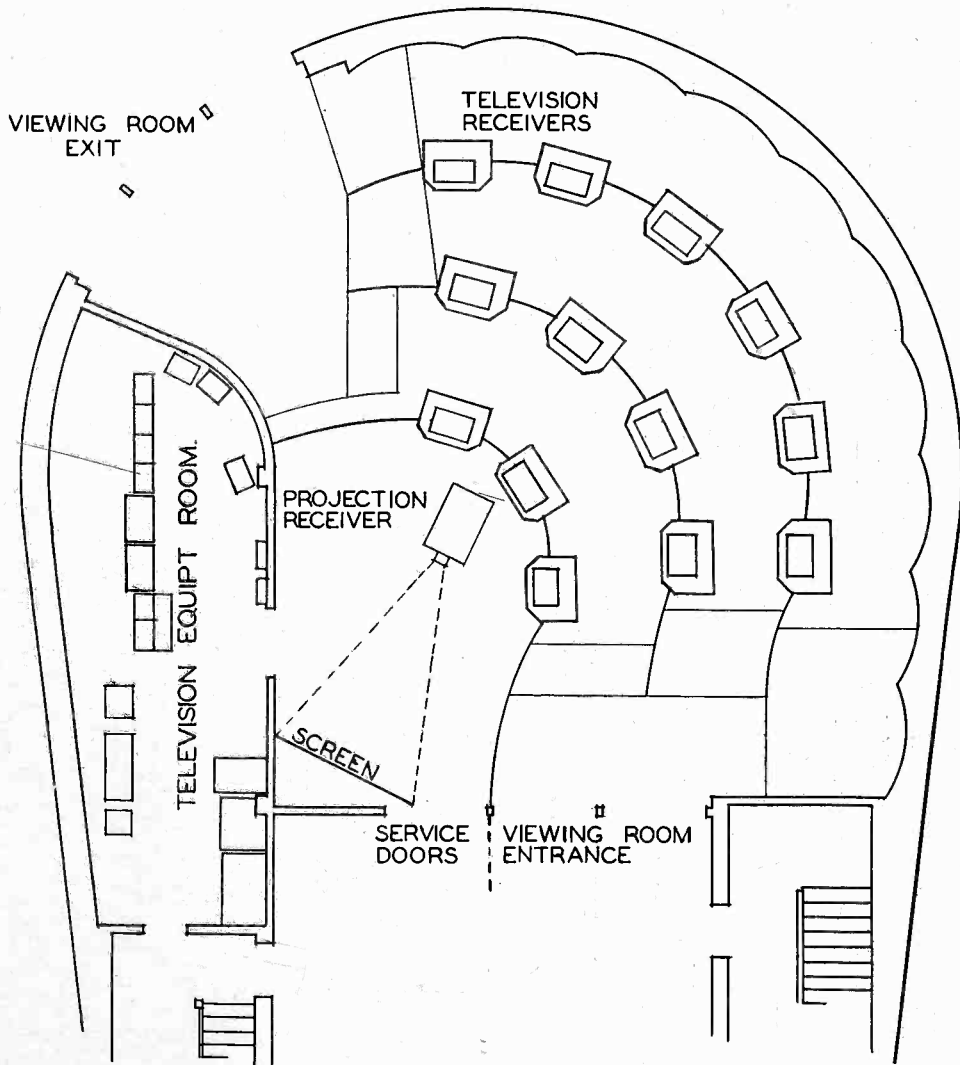 VIEWING ROOM
EXIT
TELEVISION
RECEIVERS
PROJECTION
RECEIVER
TELEVISION EQUIPT ROOM.
SCREEN
SERVICE
DOORS
VIEWING ROOM
ENTRANCE